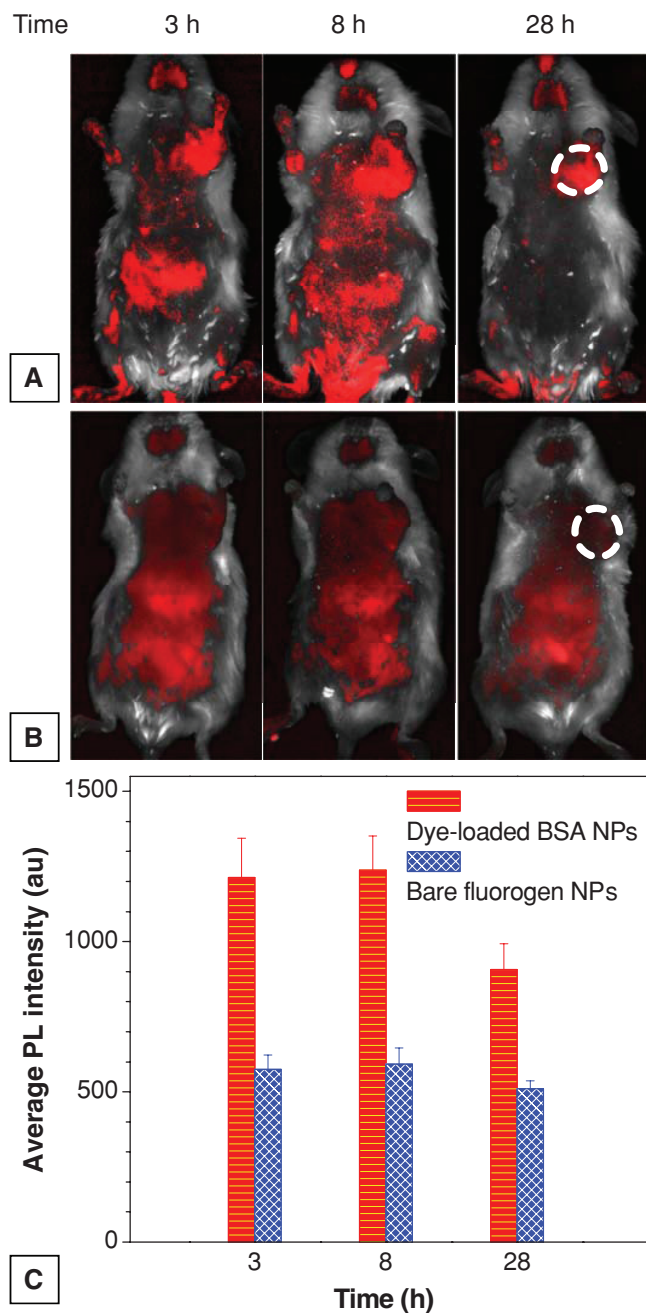 Time 3 h 8 h 28 h
A
B
1500
Dye-loaded BSA NPs
Bare fluorogen NPs
1000
500
0
Average PL intensity (au)
3 8 28
Time (h)
C